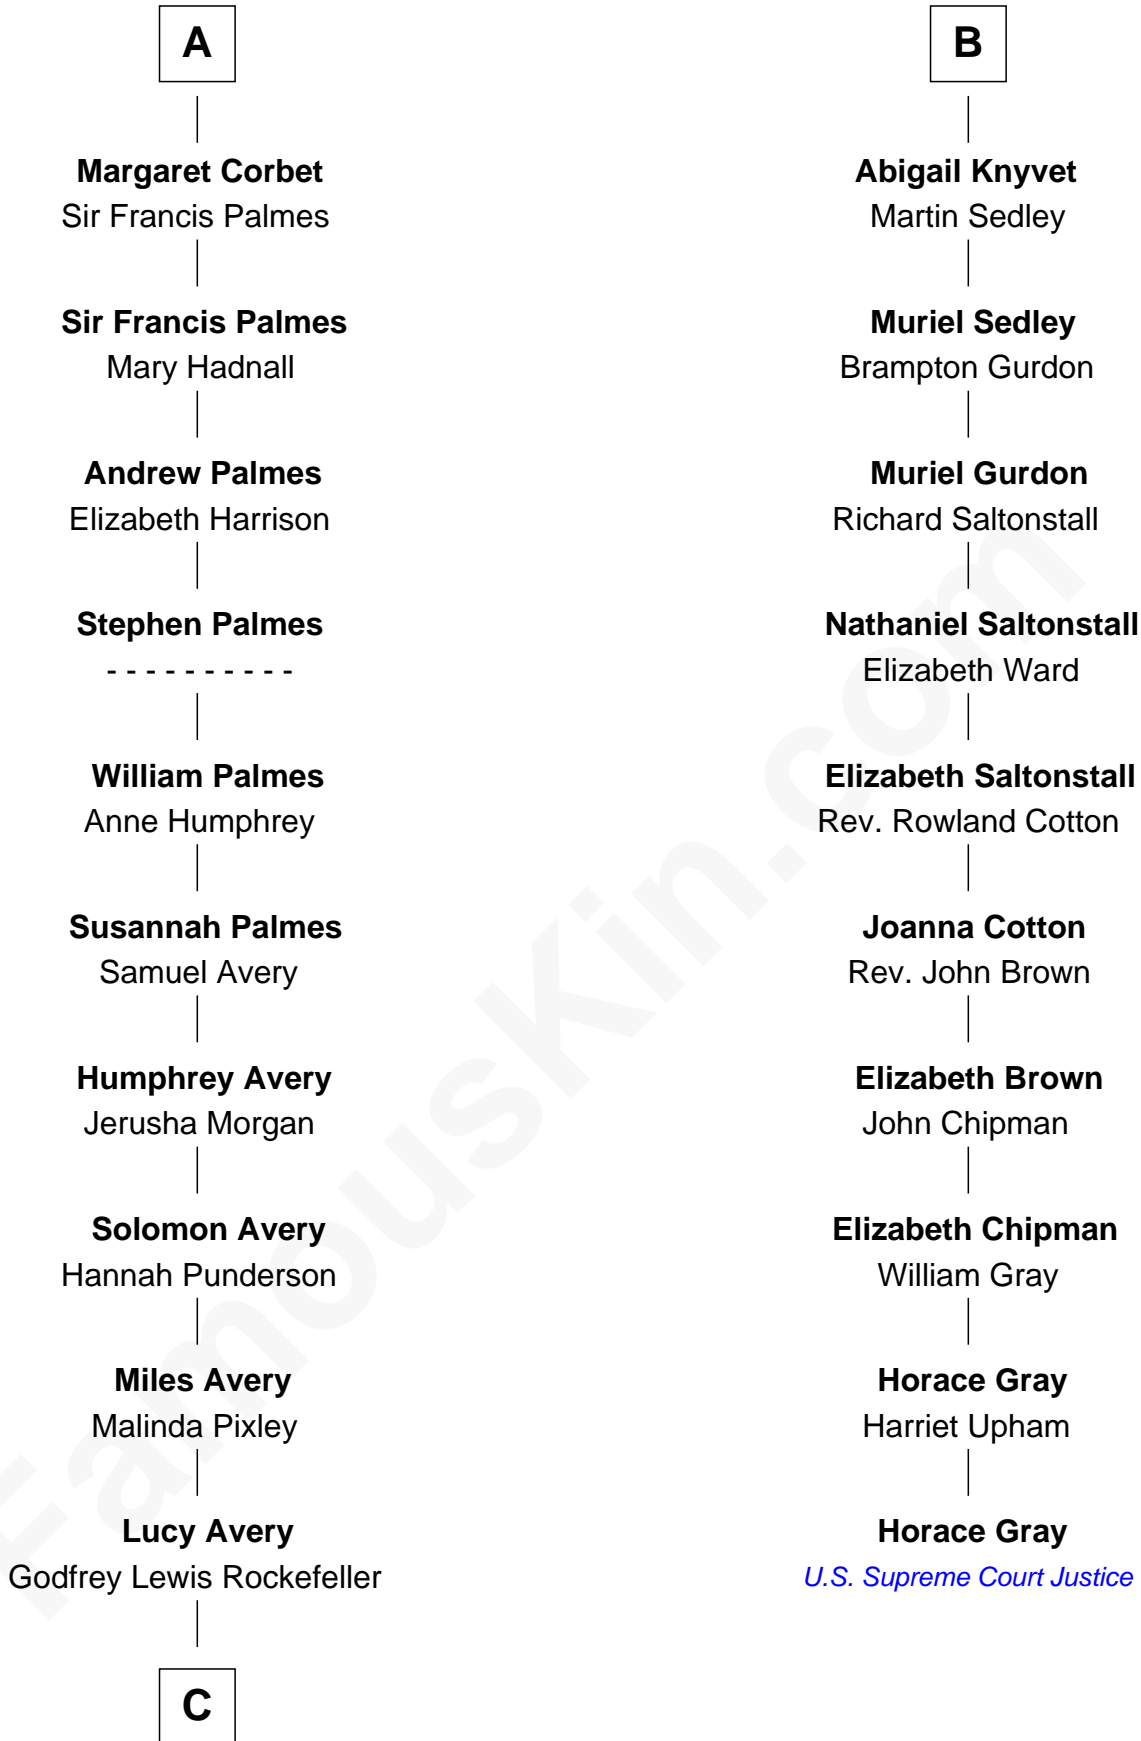 A
Margaret Corbet
Sir Francis Palmes
Sir Francis Palmes
Mary Hadnall
Andrew Palmes
Elizabeth Harrison
Stephen Palmes
- - - - - - - - - -
William Palmes
Anne Humphrey
Susannah Palmes
Samuel Avery
Humphrey Avery
Jerusha Morgan
Solomon Avery
Hannah Punderson
Miles Avery
Malinda Pixley
Lucy Avery
Godfrey Lewis Rockefeller
C
B
Abigail Knyvet
Martin Sedley
Muriel Sedley
Brampton Gurdon
Muriel Gurdon
Richard Saltonstall
Nathaniel Saltonstall
Elizabeth Ward
Elizabeth Saltonstall
Rev. Rowland Cotton
Joanna Cotton
Rev. John Brown
Elizabeth Brown
John Chipman
Elizabeth Chipman
William Gray
Horace Gray
Harriet Upham
Horace Gray
U.S. Supreme Court Justice
FamousKin.com